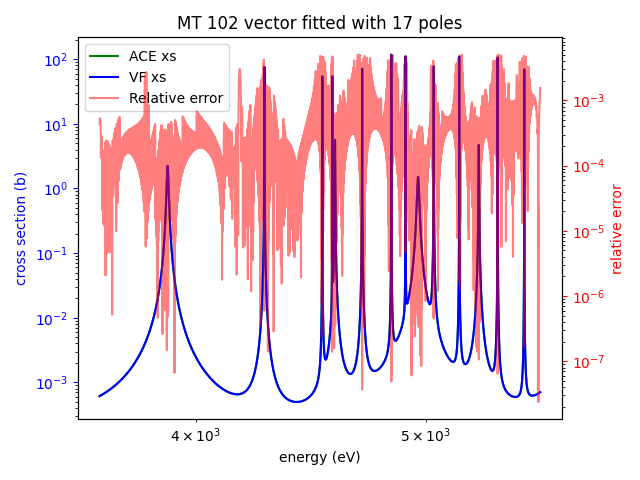 MT 102 vector fitted with 17 poles
ACE xs
VF xs
Relative error
cross section (b)
10²
10¹
10⁰
10⁻¹
10⁻²
10⁻³
relative error
10⁻³
10⁻⁴
10⁻⁵
10⁻⁶
10⁻⁷
4 × 10³
5 × 10³
energy (eV)